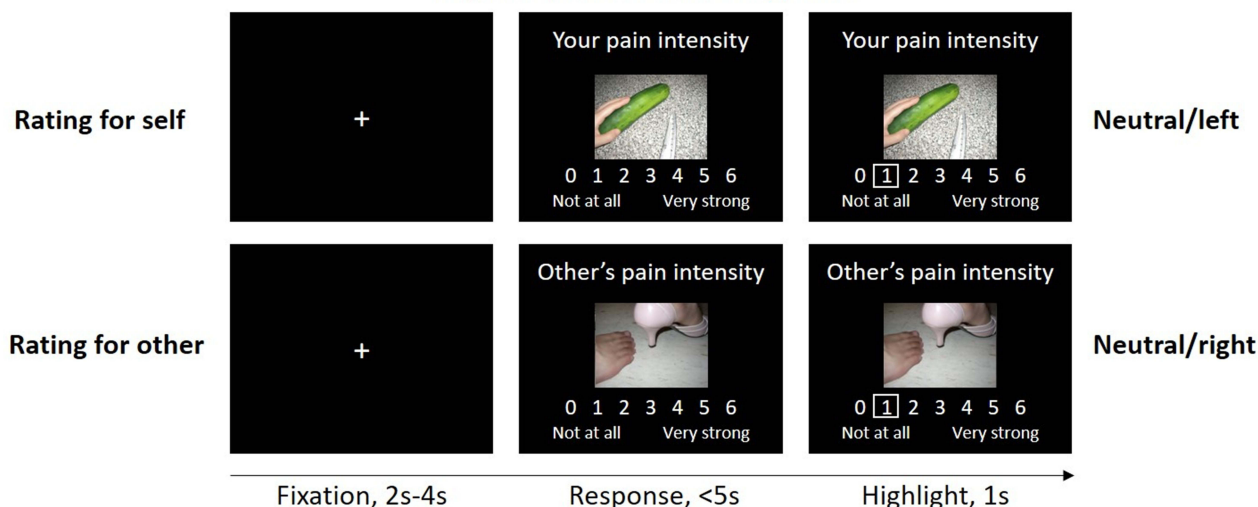 Your pain intensity
Your pain intensity
Rating for self
+
Neutral/left
0 1 2 3 4 5 6
0 1 2 3 4 5 6
Not at all Very strong
Not at all Very strong
Other's pain intensity
Other's pain intensity
Rating for other
+
Neutral/right
0 1 2 3 4 5 6
0 1 2 3 4 5 6
Not at all Very strong
Not at all Very strong
Fixation, 2s-4s
Response, <5s
Highlight, 1s